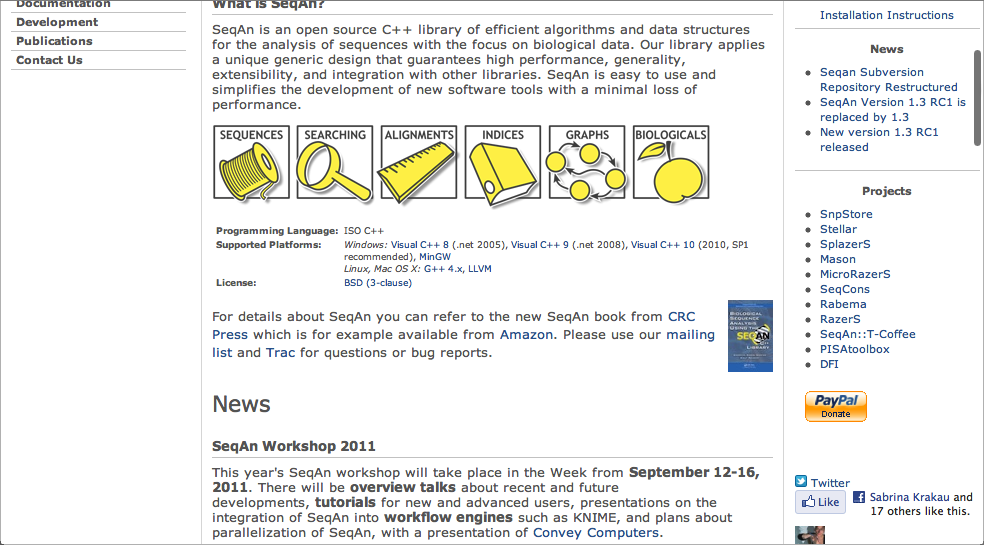 Documentation
Development
Publications
Contact Us
What is SeqAn?
SeqAn is an open source C++ library of efficient algorithms and data structures
for the analysis of sequences with the focus on biological data. Our library applies
a unique generic design that guarantees high performance, generality,
extensibility, and integration with other libraries. SeqAn is easy to use and
simplifies the development of new software tools with a minimal loss of
performance.
SEQUENCES SEARCHING ALIGNMENTS INDICES GRAPHS BIOLOGICALS
Programming Language: ISO C++
Supported Platforms: Windows: Visual C++ 8 (.net 2005), Visual C++ 9 (.net 2008), Visual C++ 10 (2010, SP1
recommended), MinGW
Linux, Mac OS X: G++ 4.x, LLVM
License: BSD (3-clause)
For details about SeqAn you can refer to the new SeqAn book from CRC
Press which is for example available from Amazon. Please use our mailing
list and Trac for questions or bug reports.
BIOLOGICAL
SEQUENCE
ANALYSIS
USING THE
SEQAN
C++
LIBRARY
News
SeqAn Workshop 2011
This year's SeqAn workshop will take place in the Week from September 12-16,
2011. There will be overview talks about recent and future
developments, tutorials for new and advanced users, presentations on the
integration of SeqAn into workflow engines such as KNIME, and plans about
parallelization of SeqAn, with a presentation of Convey Computers.
Installation Instructions
News
Seqan Subversion
Repository Restructured
SeqAn Version 1.3 RC1 is
replaced by 1.3
New version 1.3 RC1
released
Projects
SnpStore
Stellar
SplazerS
Mason
MicroRazerS
SeqCons
Rabema
RazerS
SeqAn::T-Coffee
PISAtoolbox
DFI
PayPal
Donate
Twitter
Like
Sabrina Krakau and
17 others like this.